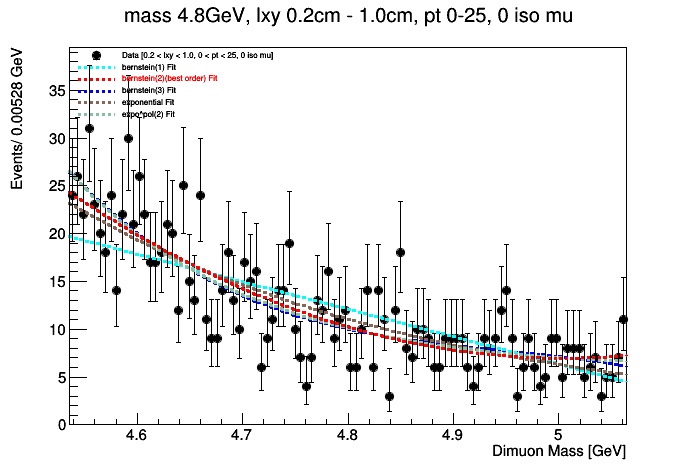 mass 4.8GeV, lxy 0.2cm - 1.0cm, pt 0-25, 0 iso mu
Events/ 0.00528 GeV
Data [0.2 < lxy < 1.0, 0 < pt < 25, 0 iso mu]
bernstein(1) Fit
bernstein(2)(best order) Fit
bernstein(3) Fit
exponential Fit
expo*pol(2) Fit
35
30
25
20
15
10
5
0
4.6 4.7 4.8 4.9 5
Dimuon Mass [GeV]